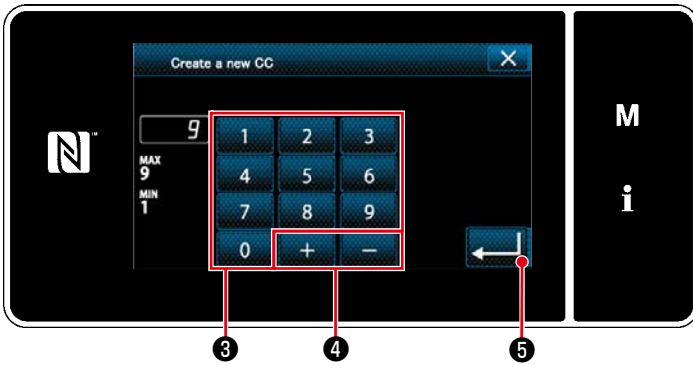 Create a new CC
9
MAX
9
MIN
1
1 2 3
4 5 6
7 8 9
0 + −
N™
M
i
❸ ❹ ❺